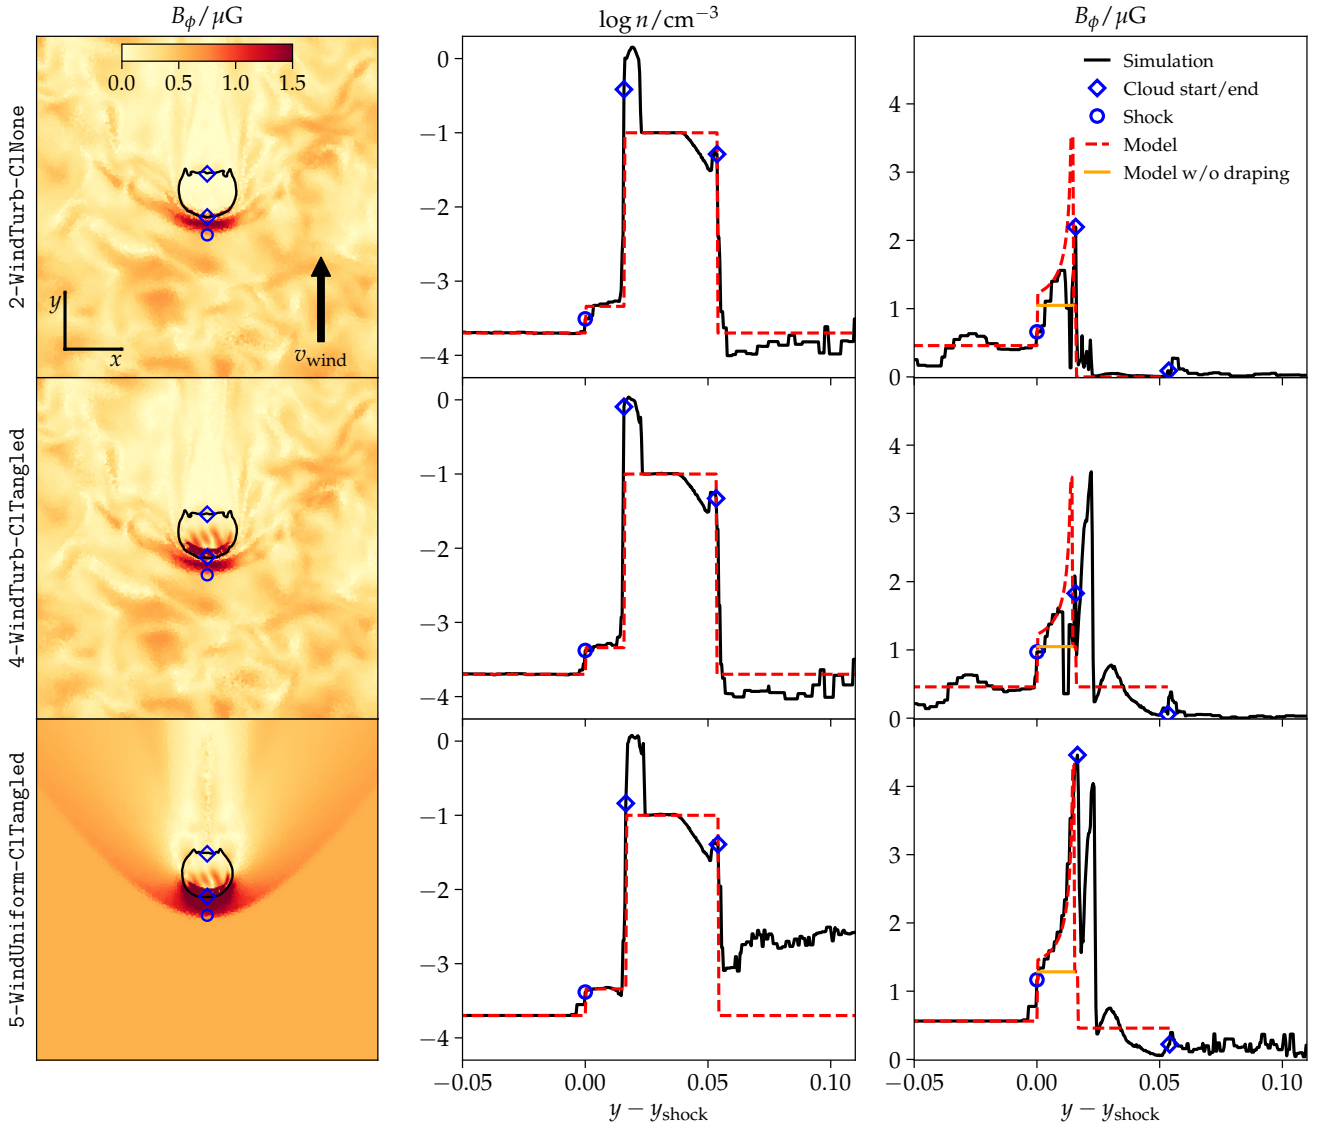 B_ϕ/μG
log n/cm⁻³
B_ϕ/μG
2-WindTurb-ClNone
0.0 0.5 1.0 1.5
y
x
v_wind
0
−1
−2
−3
−4
4
3
2
1
0
Simulation
Cloud start/end
Shock
Model
Model w/o draping
4-WindTurb-ClTangled
0
−1
−2
−3
−4
4
3
2
1
0
5-WindUniform-ClTangled
0
−1
−2
−3
−4
4
3
2
1
0
−0.05 0.00 0.05 0.10
y − y_shock
−0.05 0.00 0.05 0.10
y − y_shock